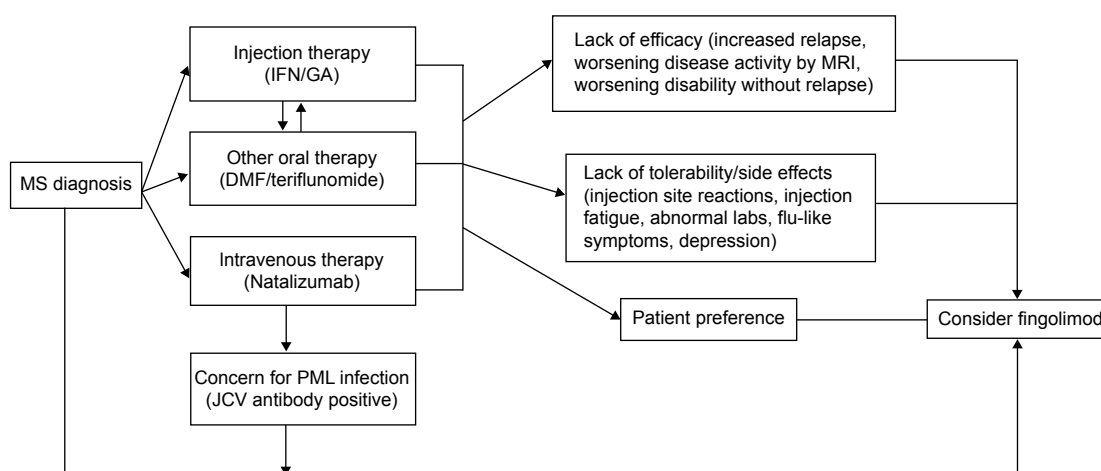 Injection therapy
(IFN/GA)
Lack of efficacy (increased relapse,
worsening disease activity by MRI,
worsening disability without relapse)
MS diagnosis
Other oral therapy
(DMF/teriflunomide)
Lack of tolerability/side effects
(injection site reactions, injection
fatigue, abnormal labs, flu-like
symptoms, depression)
Intravenous therapy
(Natalizumab)
Patient preference
Consider fingolimod
Concern for PML infection
(JCV antibody positive)